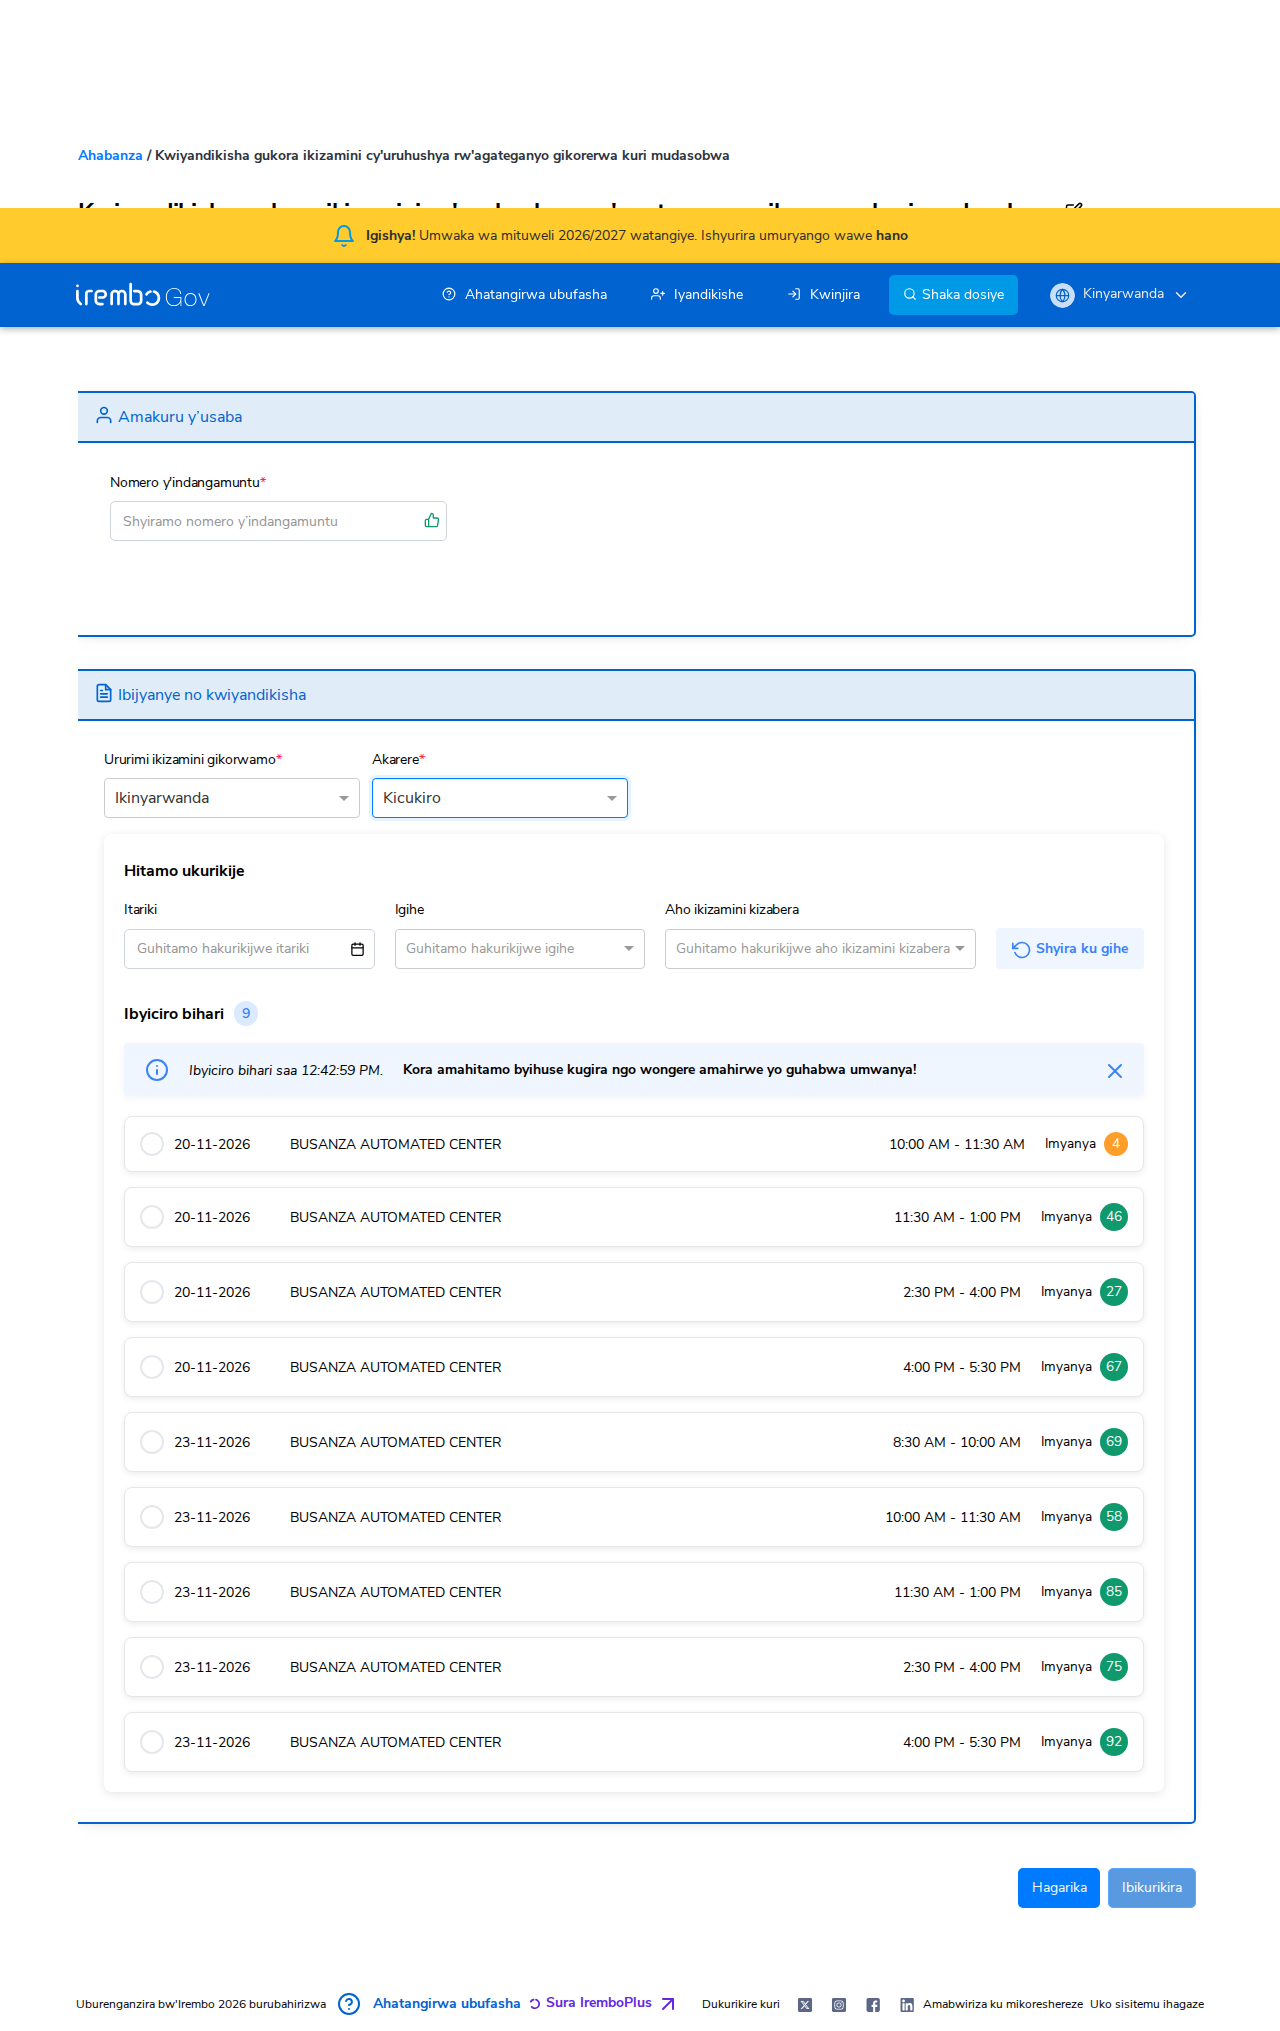 Ahabanza / Kwiyandikisha gukora ikizamini cy'uruhushya rw'agateganyo gikorerwa kuri mudasobwa
Igishya! Umwaka wa mituweli 2026/2027 watangiye. Ishyurira umuryango wawe hano
irembo Gov
Ahatangirwa ubufasha
Iyandikishe
Kwinjira
Shaka dosiye
Kinyarwanda
Amakuru y’usaba
Nomero y'indangamuntu*
Shyiramo nomero y’indangamuntu
Ibijyanye no kwiyandikisha
Ururimi ikizamini gikorwamo* Akarere*
Ikinyarwanda Kicukiro
Hitamo ukurikije
Itariki Igihe Aho ikizamini kizabera
Guhitamo hakurikijwe itariki Guhitamo hakurikijwe igihe Guhitamo hakurikijwe aho ikizamini kizabera Shyira ku gihe
Ibyiciro bihari 9
Ibyiciro bihari saa 12:42:59 PM. Kora amahitamo byihuse kugira ngo wongere amahirwe yo guhabwa umwanya!
20-11-2026 BUSANZA AUTOMATED CENTER 10:00 AM - 11:30 AM Imyanya 4
20-11-2026 BUSANZA AUTOMATED CENTER 11:30 AM - 1:00 PM Imyanya 46
20-11-2026 BUSANZA AUTOMATED CENTER 2:30 PM - 4:00 PM Imyanya 27
20-11-2026 BUSANZA AUTOMATED CENTER 4:00 PM - 5:30 PM Imyanya 67
23-11-2026 BUSANZA AUTOMATED CENTER 8:30 AM - 10:00 AM Imyanya 69
23-11-2026 BUSANZA AUTOMATED CENTER 10:00 AM - 11:30 AM Imyanya 58
23-11-2026 BUSANZA AUTOMATED CENTER 11:30 AM - 1:00 PM Imyanya 85
23-11-2026 BUSANZA AUTOMATED CENTER 2:30 PM - 4:00 PM Imyanya 75
23-11-2026 BUSANZA AUTOMATED CENTER 4:00 PM - 5:30 PM Imyanya 92
Hagarika Ibikurikira
Uburenganzira bw'Irembo 2026 burubahirizwa Ahatangirwa ubufasha Sura IremboPlus Dukurikire kuri Amabwiriza ku mikoreshereze Uko sisitemu ihagaze